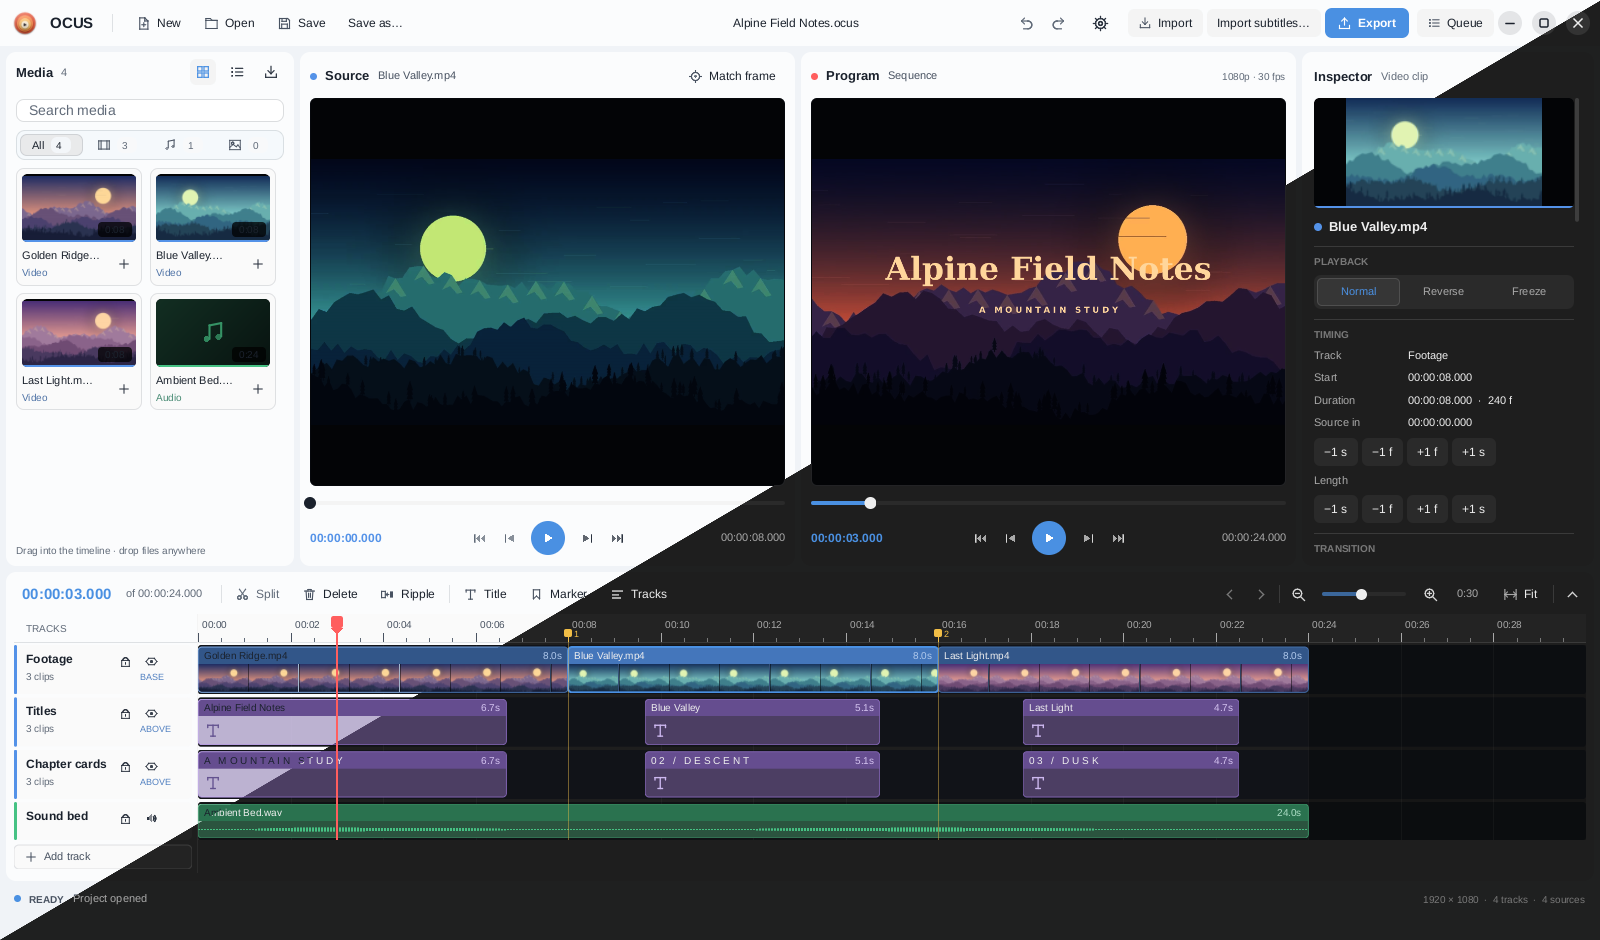 OCUS New Open Save Save as... Alpine Field Notes.ocus Import Import subtitles... Export Queue
Media 4
Search media
All 4 3 1 0
0:08 0:08
Golden Ridge... Blue Valley....
Video Video
0:08 0:24
Last Light.m... Ambient Bed....
Video Audio
Drag into the timeline · drop files anywhere
Source Blue Valley.mp4 Match frame
00:00:00.000 00:00:08.000
Program Sequence 1080p · 30 fps
Alpine Field Notes
A MOUNTAIN STUDY
00:00:03.000 00:00:24.000
Inspector Video clip
Blue Valley.mp4
PLAYBACK
Normal Reverse Freeze
TIMING
Track Footage
Start 00:00:08.000
Duration 00:00:08.000 · 240 f
Source in 00:00:00.000
−1 s −1 f +1 f +1 s
Length
−1 s −1 f +1 f +1 s
TRANSITION
00:00:03.000 of 00:00:24.000 Split Delete Ripple Title Marker Tracks 0:30 Fit
TRACKS 00:00 00:02 00:04 00:06 00:08 00:10 00:12 00:14 00:16 00:18 00:20 00:22 00:24 00:26 00:28
1 2
Footage
3 clips BASE
Golden Ridge.mp4 8.0s Blue Valley.mp4 8.0s Last Light.mp4 8.0s
Titles
3 clips ABOVE
Alpine Field Notes 6.7s Blue Valley 5.1s Last Light 4.7s
T T T
Chapter cards
3 clips ABOVE
A MOUNTAIN STUDY 6.7s 02 / DESCENT 5.1s 03 / DUSK 4.7s
T T T
Sound bed
Ambient Bed.wav 24.0s
Add track
READY Project opened 1920 × 1080 · 4 tracks · 4 sources